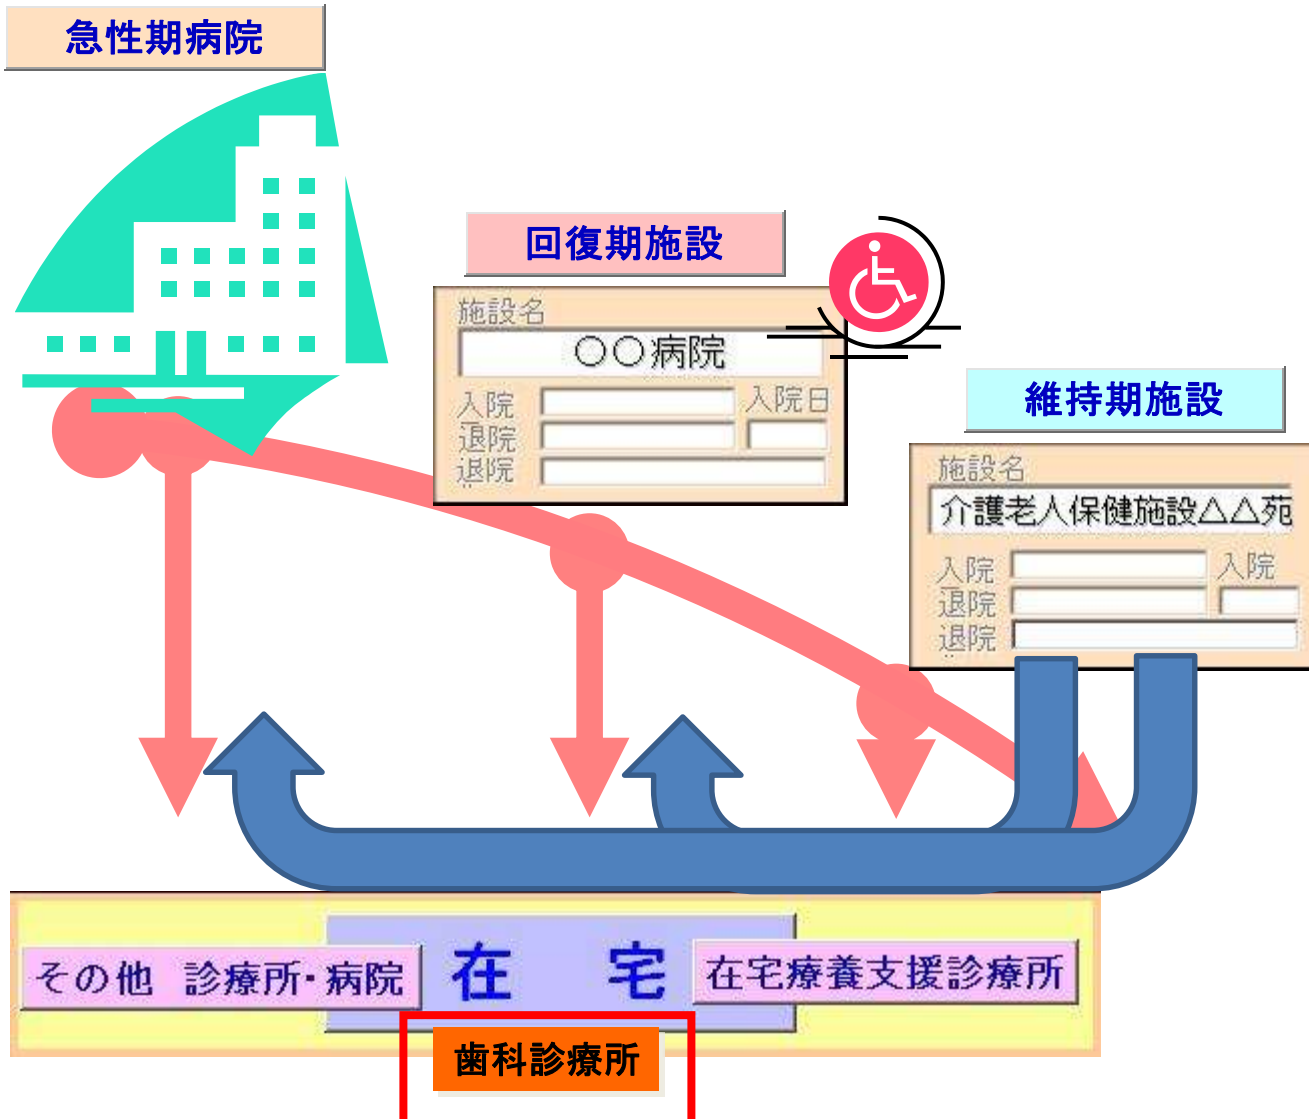 急性期病院
回復期施設
施設名
〇〇病院
入院
入院日
退院
退院
維持期施設
施設名
介護老人保健施設△△苑
入院
入院
退院
退院
在　宅
その他　診療所・病院
在宅療養支援診療所
歯科診療所